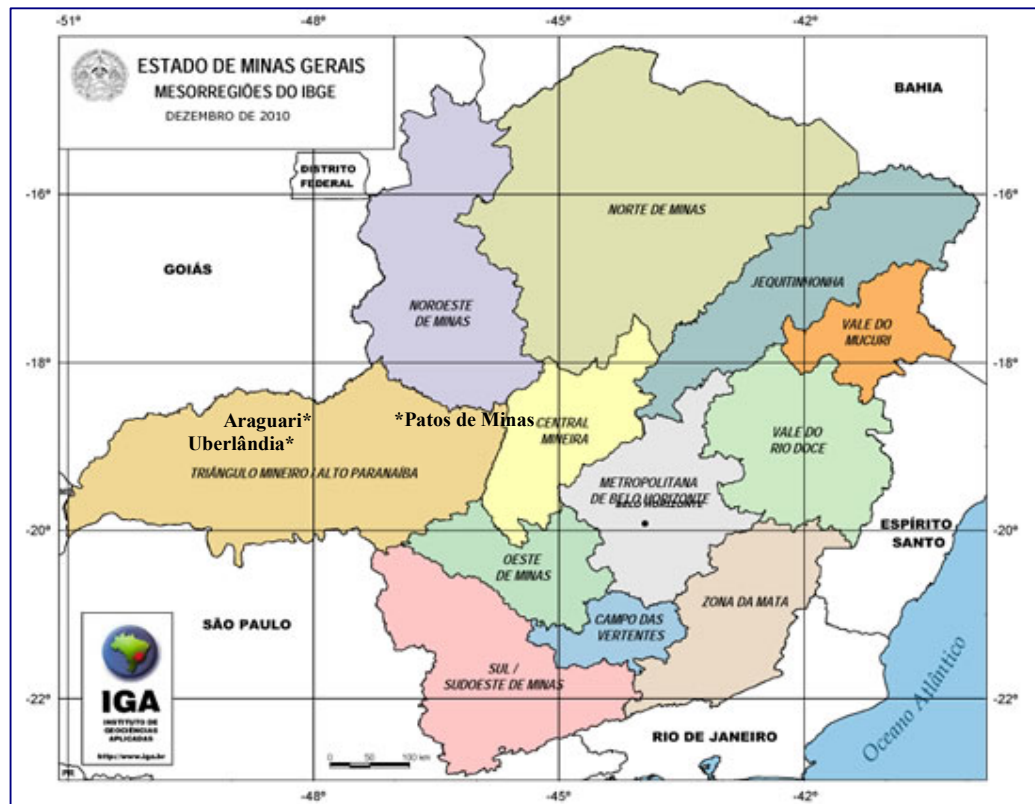 -51°
-48°
-45°
-42°
ESTADO DE MINAS GERAIS
MESORREGIÕES DO IBGE
DEZEMBRO DE 2010
BAHIA
DISTRITO
FEDERAL
-16°
-16°
NORTE DE MINAS
GOIÁS
JEQUITINHONHA
NOROESTE
DE MINAS
VALE DO
MUCURI
-18°
-18°
Araguari*
*Patos de Minas
Uberlândia*
CENTRAL
MINEIRA
VALE DO
RIO DOCE
TRIÂNGULO MINEIRO / ALTO PARANAÍBA
METROPOLITANA
DE BELO HORIZONTE
BELO HORIZONTE
-20°
-20°
ESPÍRITO
SANTO
OESTE
DE MINAS
ZONA DA MATA
SÃO PAULO
CAMPO DAS
VERTENTES
SUL /
SUDOESTE DE MINAS
Oceano Atlântico
-22°
-22°
IGA
INSTITUTO DE
GEOCIÊNCIAS
APLICADAS
http://www.iga.br
RIO DE JANEIRO
0 50 100 km
PR
-48°
-45°
-42°